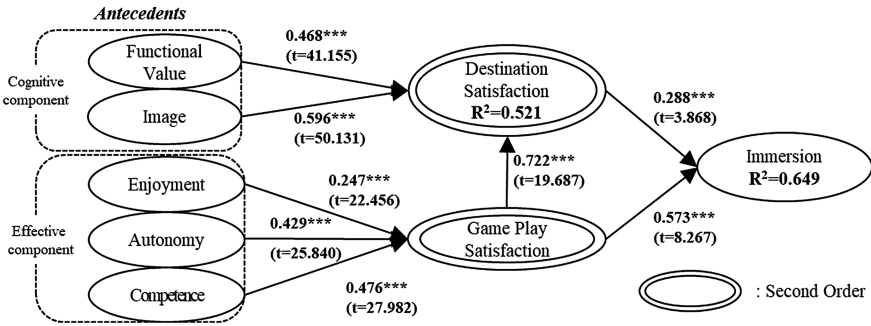 Antecedents
Cognitive
component
Functional
Value
Image
0.468***
(t=41.155)
0.596***
(t=50.131)
Destination
Satisfaction
R²=0.521
0.288***
(t=3.868)
0.722***
(t=19.687)
Immersion
R²=0.649
Effective
component
Enjoyment
Autonomy
Competence
0.247***
(t=22.456)
0.429***
(t=25.840)
0.476***
(t=27.982)
Game Play
Satisfaction
0.573***
(t=8.267)
: Second Order